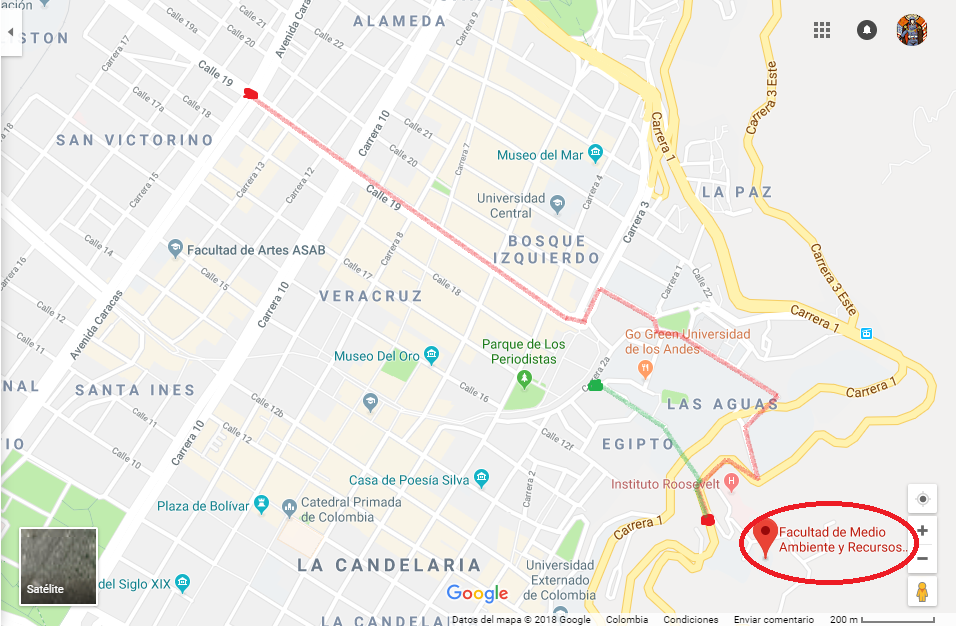 ación
STON
ALAMEDA
Carrera 9
Carrera 17
Calle 19a
Calle 20
Avenida Caracas
Calle 22
Calle 19
Calle 17a
Calle 18
Carrera 10
Calle 21
Calle 20
Carrera 7
SAN VICTORINO
Carrera 13
Carrera 12
Carrera 15
Calle 19
Museo del Mar
Carrera 1
Carrera 3 Este
LA PAZ
Universidad
Central
Carrera 4
Carrera 3
BOSQUE
IZQUIERDO
Calle 14
Facultad de Artes ASAB
Carrera 8
Calle 15
Calle 17
Calle 18
Carrera 1
Calle 22
Carrera 3 Este
Carrera 16
Carrera 10
VERACRUZ
Calle 12
Avenida Caracas
Calle 11
Carrera 1
Go Green Universidad
de los Andes
Parque de Los
Periodistas
Museo Del Oro
Carrera 2a
NAL
SANTA INES
Calle 16
Carrera 1
LAS AGUAS
Calle 12b
Calle 11
Calle 10
Carrera 10
Calle 12f
EGIPTO
TIO
Casa de Poesía Silva
Carrera 2
Instituto Roosevelt
Plaza de Bolívar
Catedral Primada
de Colombia
Carrera 1
Facultad de Medio
Ambiente y Recursos..
LA CANDELARIA
Universidad
Externado
de Colombia
del Siglo XIX
Satélite
Google
LA CANDELARIA
Datos del mapa © 2018 Google Colombia Condiciones Enviar comentario 200 m